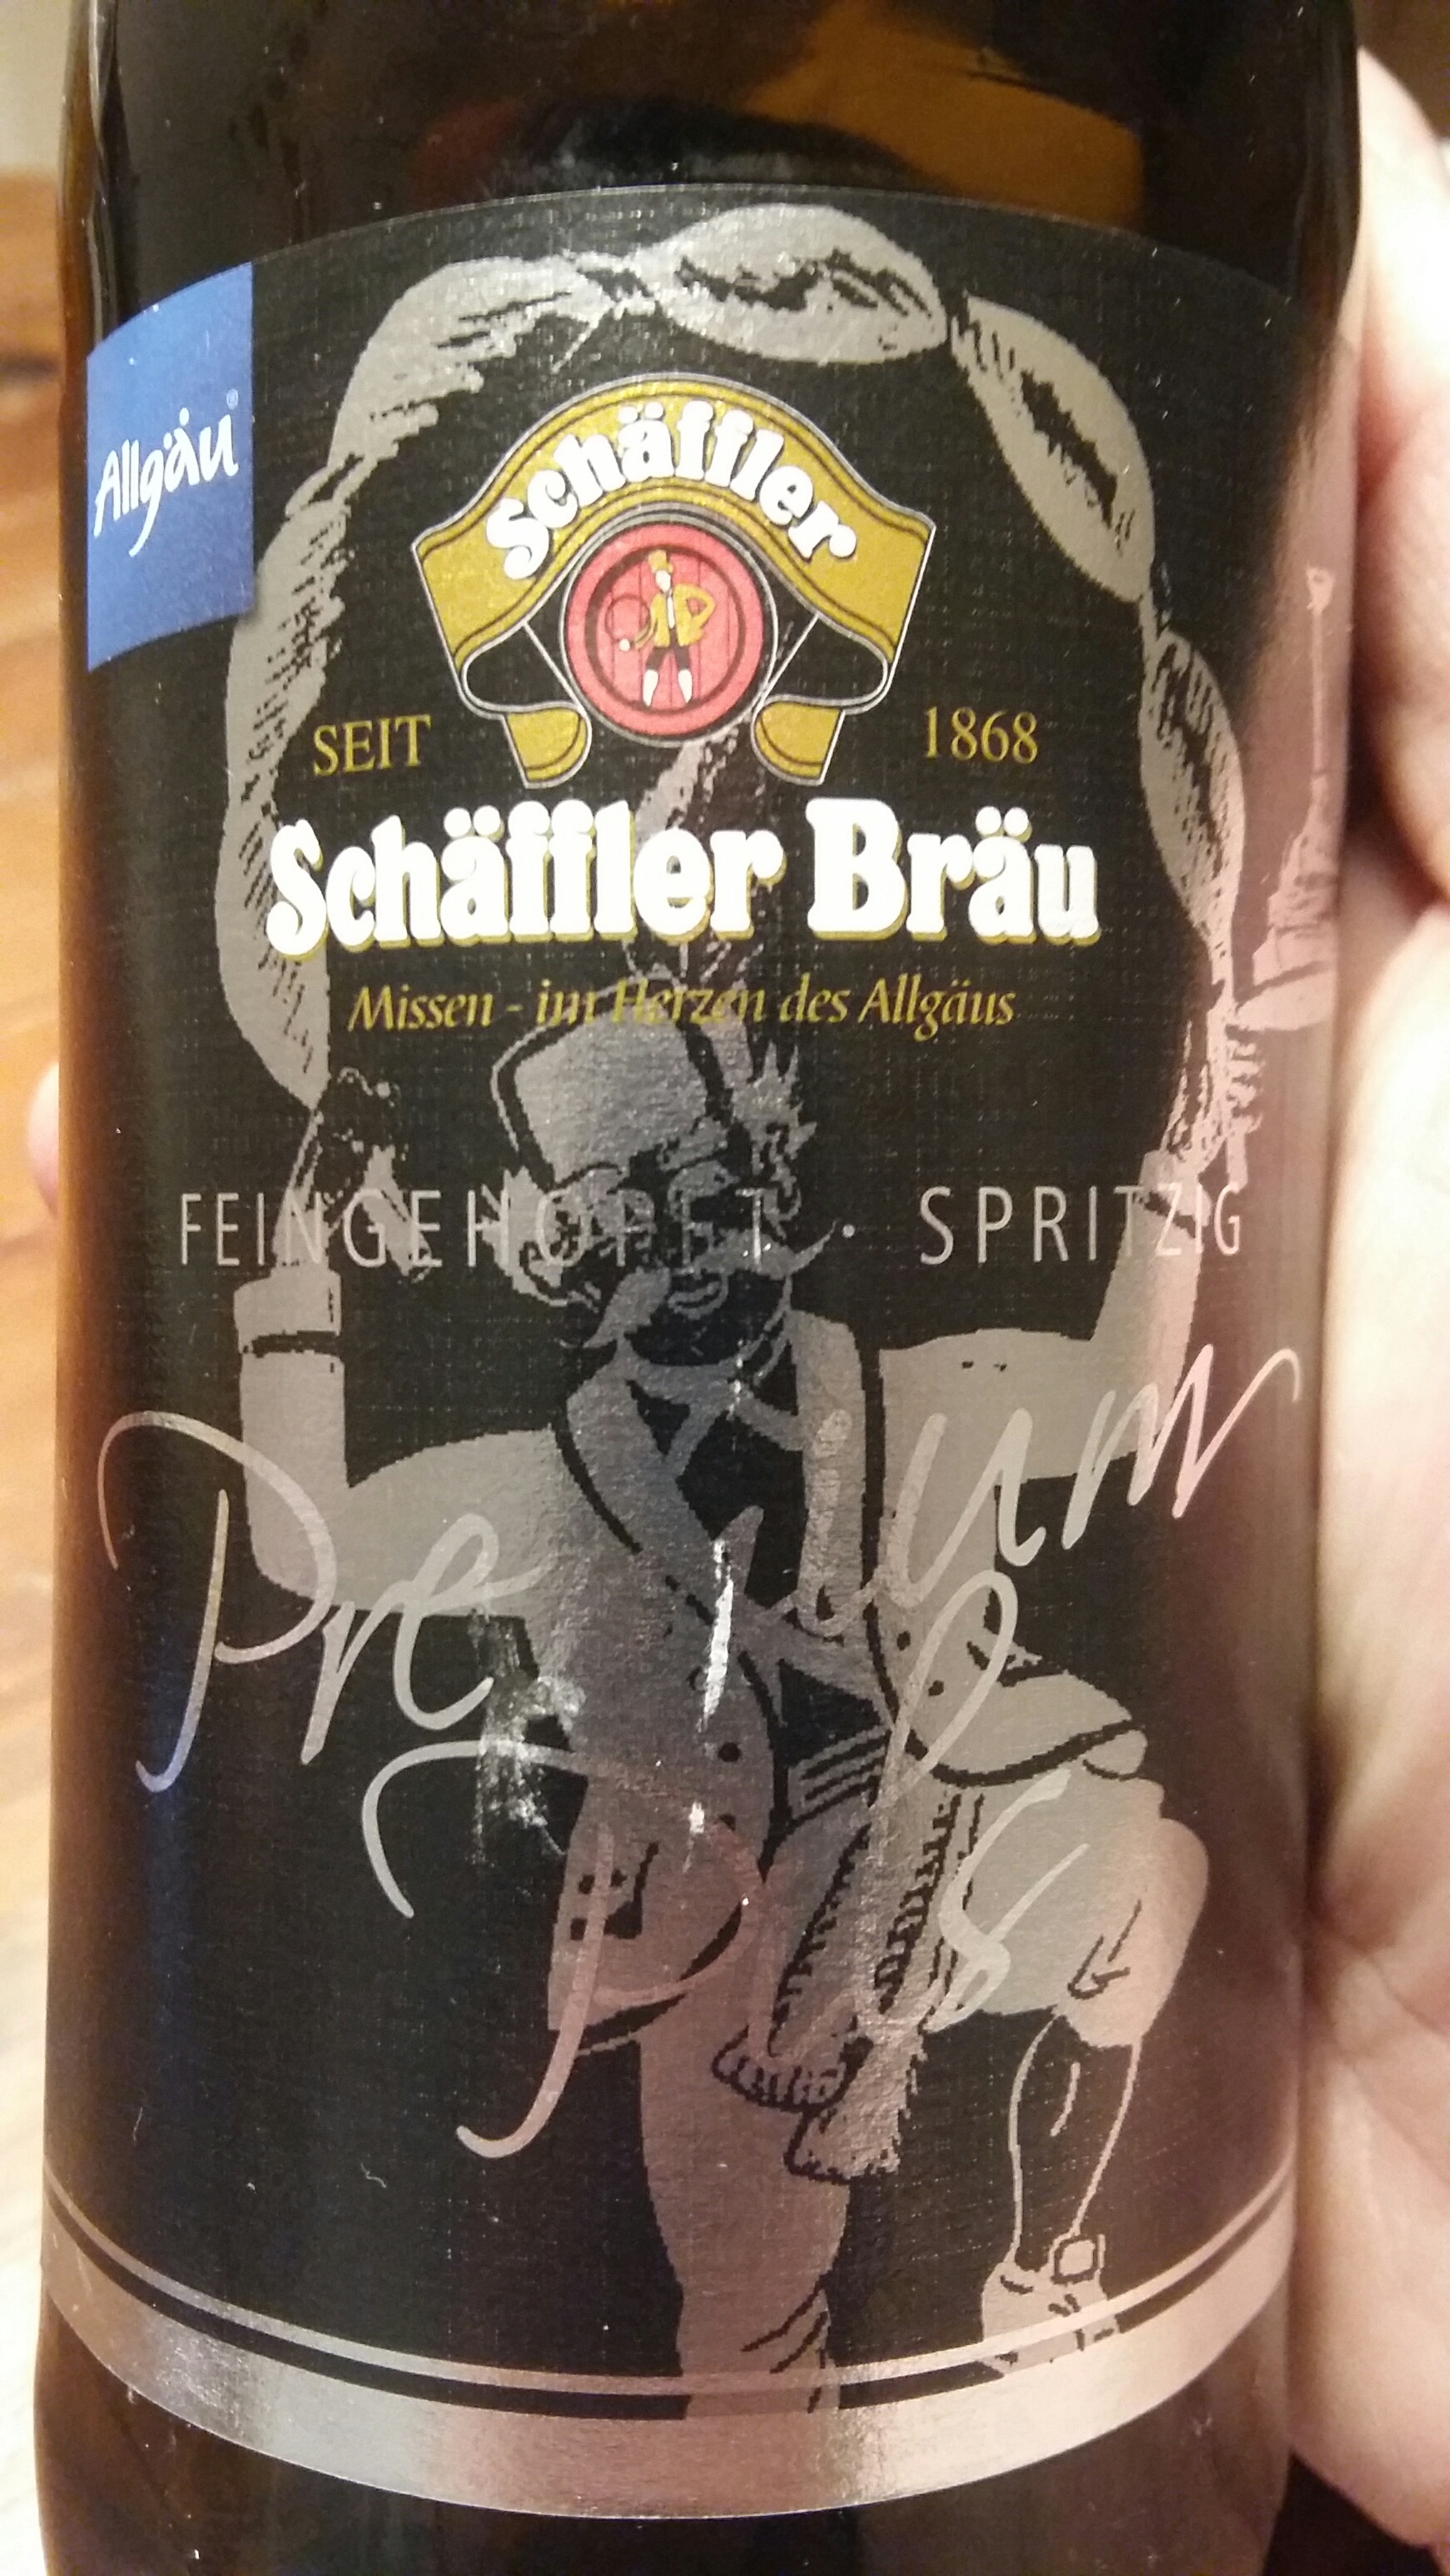 Allgäu®
Schäffler
SEIT 1868
Schäffler Bräu
Missen - im Herzen des Allgäus
FEINGEHOPFT · SPRITZIG
Premium
Pils